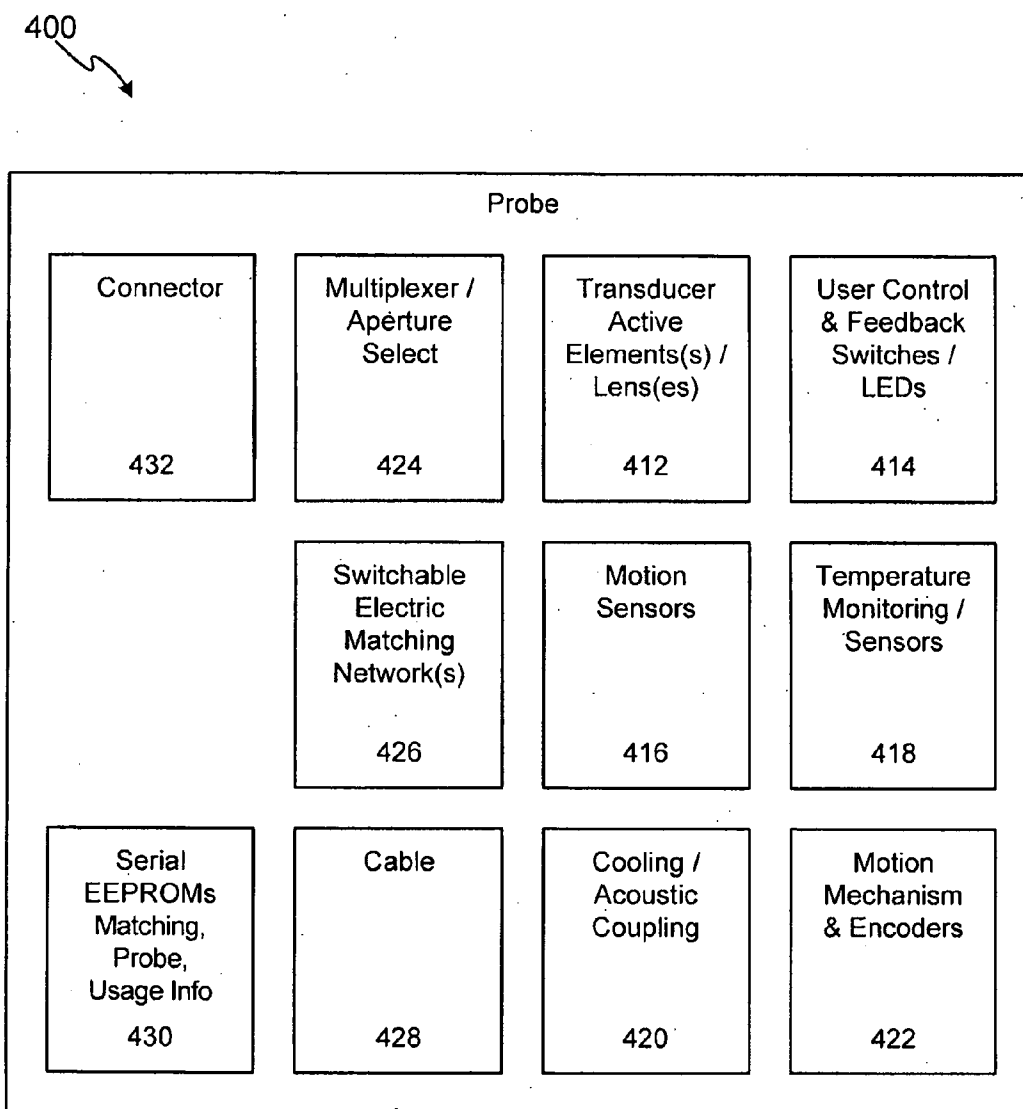 400
Probe
Connector
432
Multiplexer /
Aperture
Select
424
Transducer
Active
Elements(s) /
Lens(es)
412
User Control
& Feedback
Switches /
LEDs
414
Switchable
Electric
Matching
Network(s)
426
Motion
Sensors
416
Temperature
Monitoring /
Sensors
418
Serial
EEPROMs
Matching,
Probe,
Usage Info
430
Cable
428
Cooling /
Acoustic
Coupling
420
Motion
Mechanism
& Encoders
422